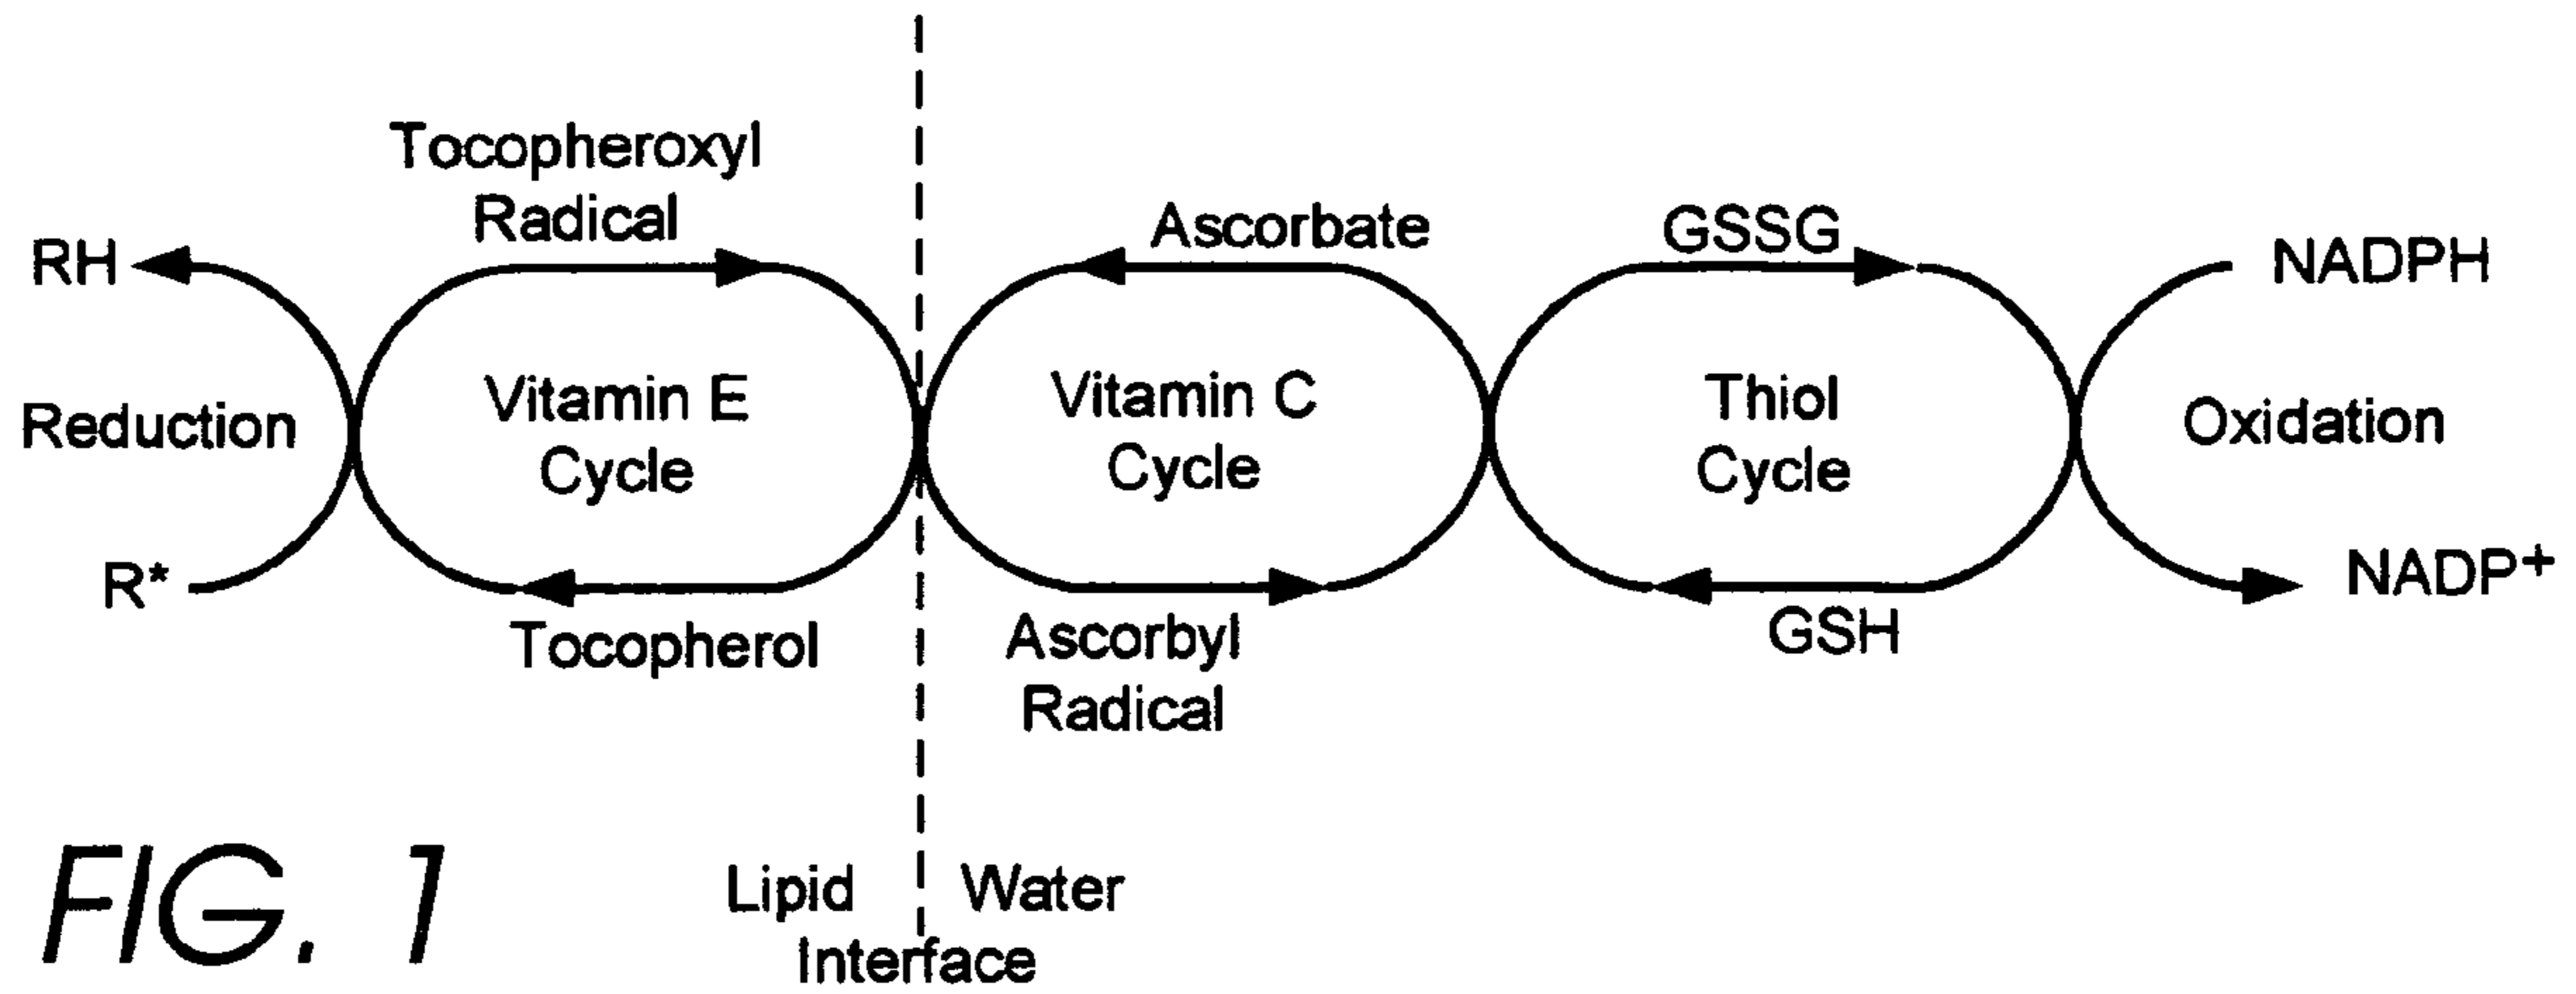 Tocopheroxyl
Radical
Ascorbate
GSSG
RH
NADPH
Vitamin E
Cycle
Vitamin C
Cycle
Thiol
Cycle
Reduction
Oxidation
R*
NADP+
Tocopherol
Ascorbyl
Radical
GSH
Lipid
Water
Interface
FIG. 1